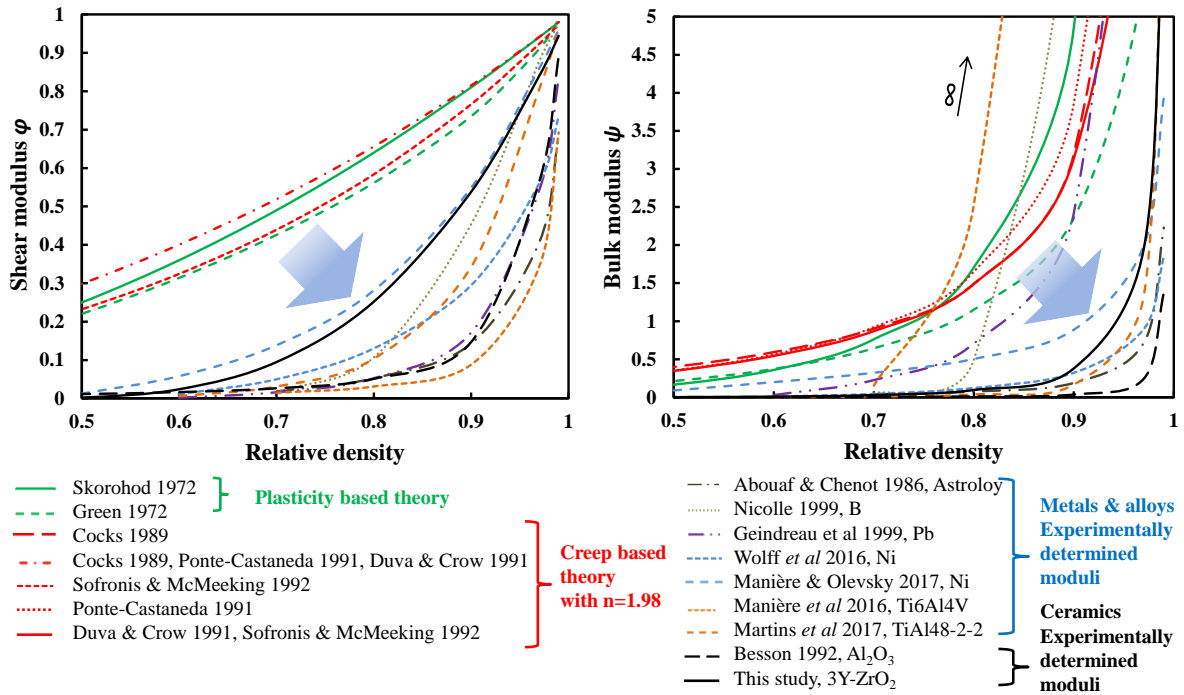 1
0.9
0.8
0.7
0.6
0.5
0.4
0.3
0.2
0.1
0
Shear modulus φ
0.5 0.6 0.7 0.8 0.9 1
Relative density
5
4.5
4
3.5
3
2.5
2
1.5
1
0.5
0
Bulk modulus ψ
∞
0.5 0.6 0.7 0.8 0.9 1
Relative density
Skorohod 1972
Green 1972
Plasticity based theory
Cocks 1989
Cocks 1989, Ponte-Castaneda 1991, Duva & Crow 1991
Sofronis & McMeeking 1992
Ponte-Castaneda 1991
Duva & Crow 1991, Sofronis & McMeeking 1992
Creep based
theory
with n=1.98
Abouaf & Chenot 1986, Astroloy
Nicolle 1999, B
Geindreau et al 1999, Pb
Wolff et al 2016, Ni
Manière & Olevsky 2017, Ni
Manière et al 2016, Ti6Al4V
Martins et al 2017, TiAl48-2-2
Besson 1992, Al₂O₃
This study, 3Y-ZrO₂
Metals & alloys
Experimentally
determined
moduli
Ceramics
Experimentally
determined
moduli